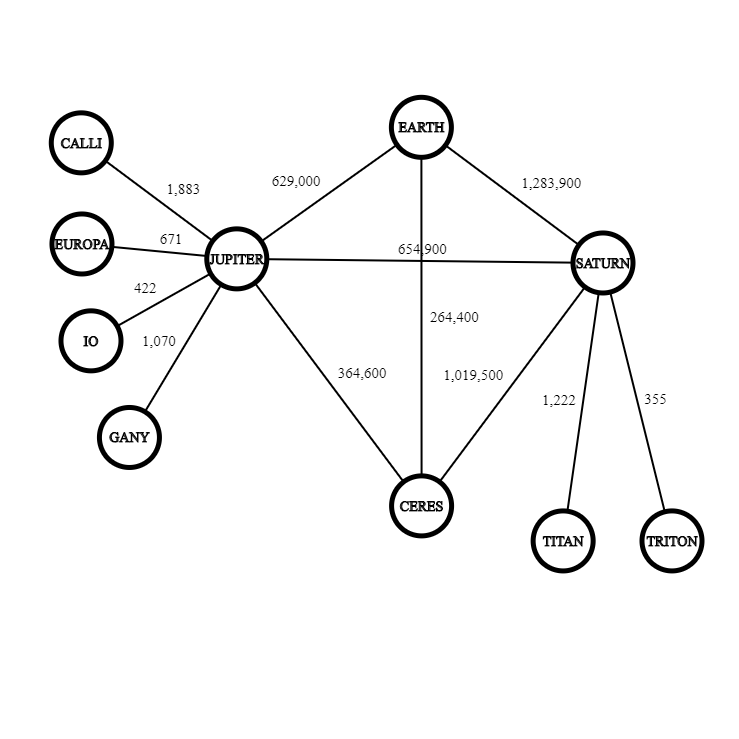 EARTH
CALLI
1,883
629,000
1,283,900
EUROPA
671
JUPITER
654,900
SATURN
422
264,400
IO
1,070
364,600
1,019,500
1,222
355
GANY
CERES
TITAN
TRITON